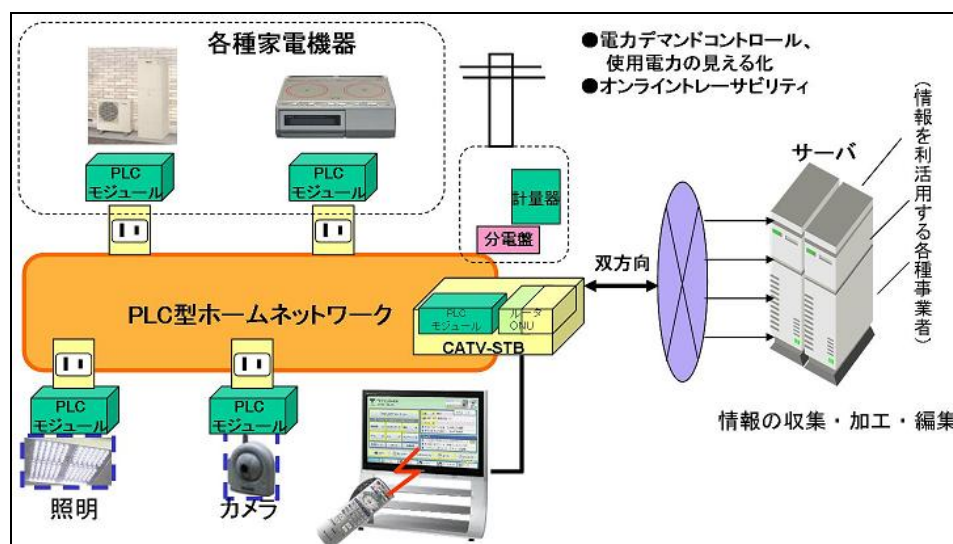 各種家電機器
●電力デマンドコントロール、
使用電力の見える化
●オンライントレーサビリティ
(情報を利活用する各種事業者)
サーバ
PLC
モジュール
PLC
モジュール
計量器
分電盤
双方向
PLC型ホームネットワーク
PLC
モジュール
ルータ
ONU
CATV-STB
PLC
モジュール
PLC
モジュール
照明
カメラ
情報の収集・加工・編集